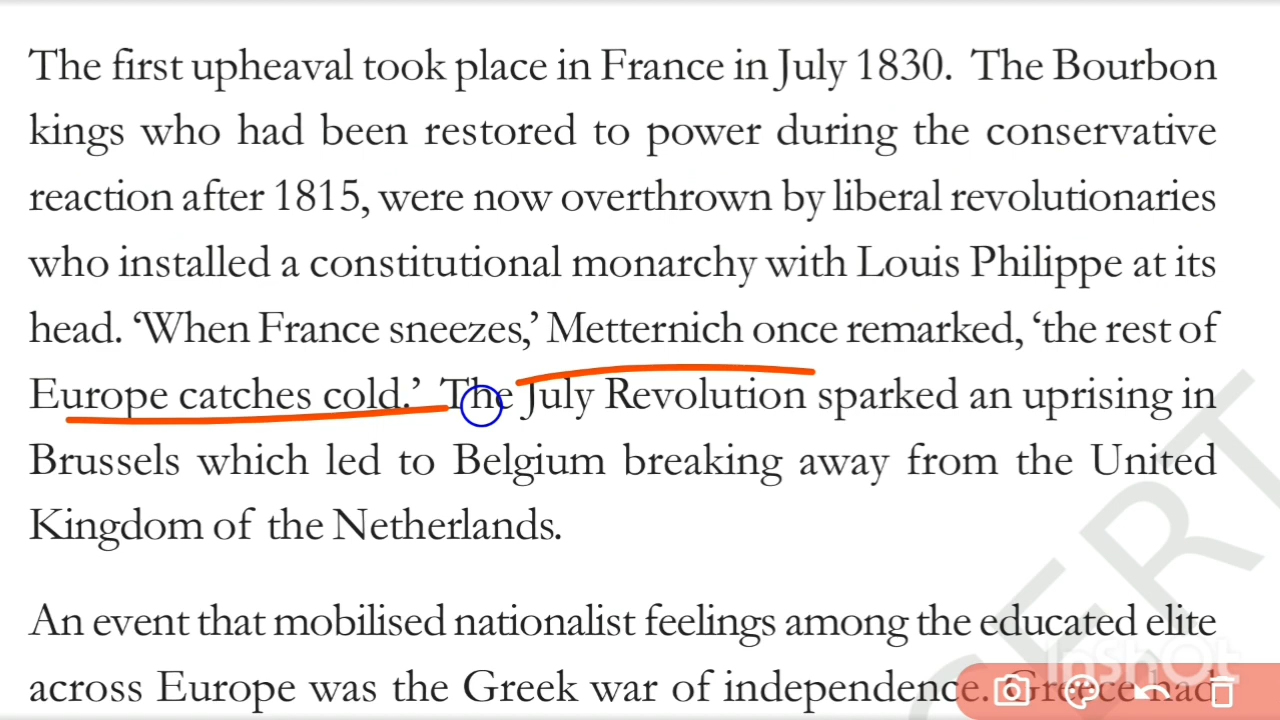 The first upheaval took place in France in July 1830. The Bourbon
kings who had been restored to power during the conservative
reaction after 1815, were now overthrown by liberal revolutionaries
who installed a constitutional monarchy with Louis Philippe at its
head. ‘When France sneezes,’ Metternich once remarked, ‘the rest of
Europe catches cold.’ The July Revolution sparked an uprising in
Brussels which led to Belgium breaking away from the United
Kingdom of the Netherlands.
An event that mobilised nationalist feelings among the educated elite
across Europe was the Greek war of independence. Greece had
CERT
InShOt